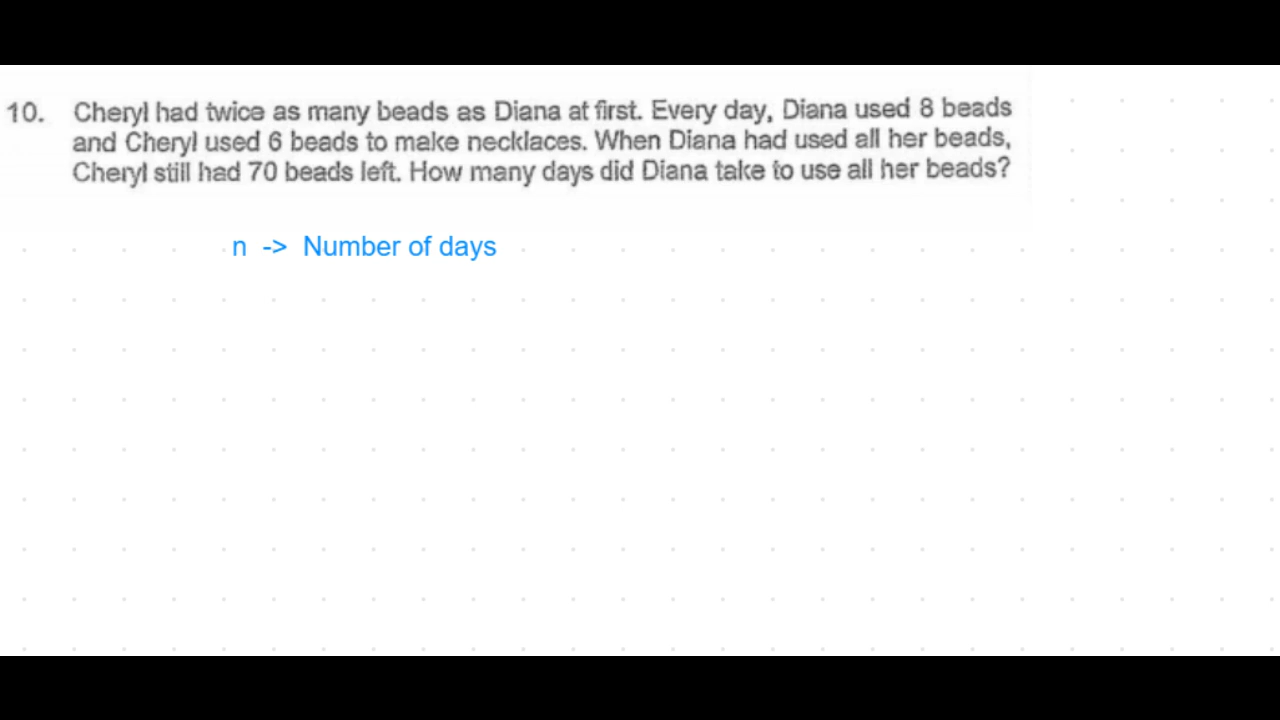 10. Cheryl had twice as many beads as Diana at first. Every day, Diana used 8 beads
and Cheryl used 6 beads to make necklaces. When Diana had used all her beads,
Cheryl still had 70 beads left. How many days did Diana take to use all her beads?
n -> Number of days